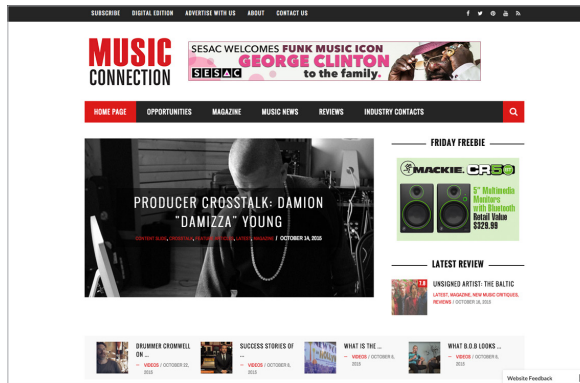 SUBSCRIBE DIGITAL EDITION ADVERTISE WITH US ABOUT CONTACT US
MUSIC
CONNECTION
SESAC WELCOMES FUNK MUSIC ICON
GEORGE CLINTON
SESAC to the family.
HOME PAGE OPPORTUNITIES MAGAZINE MUSIC NEWS REVIEWS INDUSTRY CONTACTS
PRODUCER CROSSTALK: DAMION
"DAMIZZA" YOUNG
LATEST, MAGAZINE / OCTOBER 14, 2016
FRIDAY FREEBIE
MACKIE. CR5BT
5" Multimedia
Monitors
with Bluetooth
Retail Value
$329.99
LATEST REVIEW
7.8
UNSIGNED ARTIST: THE BALTIC
LATEST, MAGAZINE, NEW MUSIC CRITIQUES,
REVIEWS / OCTOBER 18, 2016
DRUMMER CROMWELL
ON ...
VIDEOS / OCTOBER 22,
2016
SUCCESS STORIES OF
...
VIDEOS / OCTOBER 8,
2016
WHAT IS THE ...
VIDEOS / OCTOBER 8,
2016
WHAT B.O.B LOOKS ...
VIDEOS / OCTOBER 8,
2016
Website Feedback